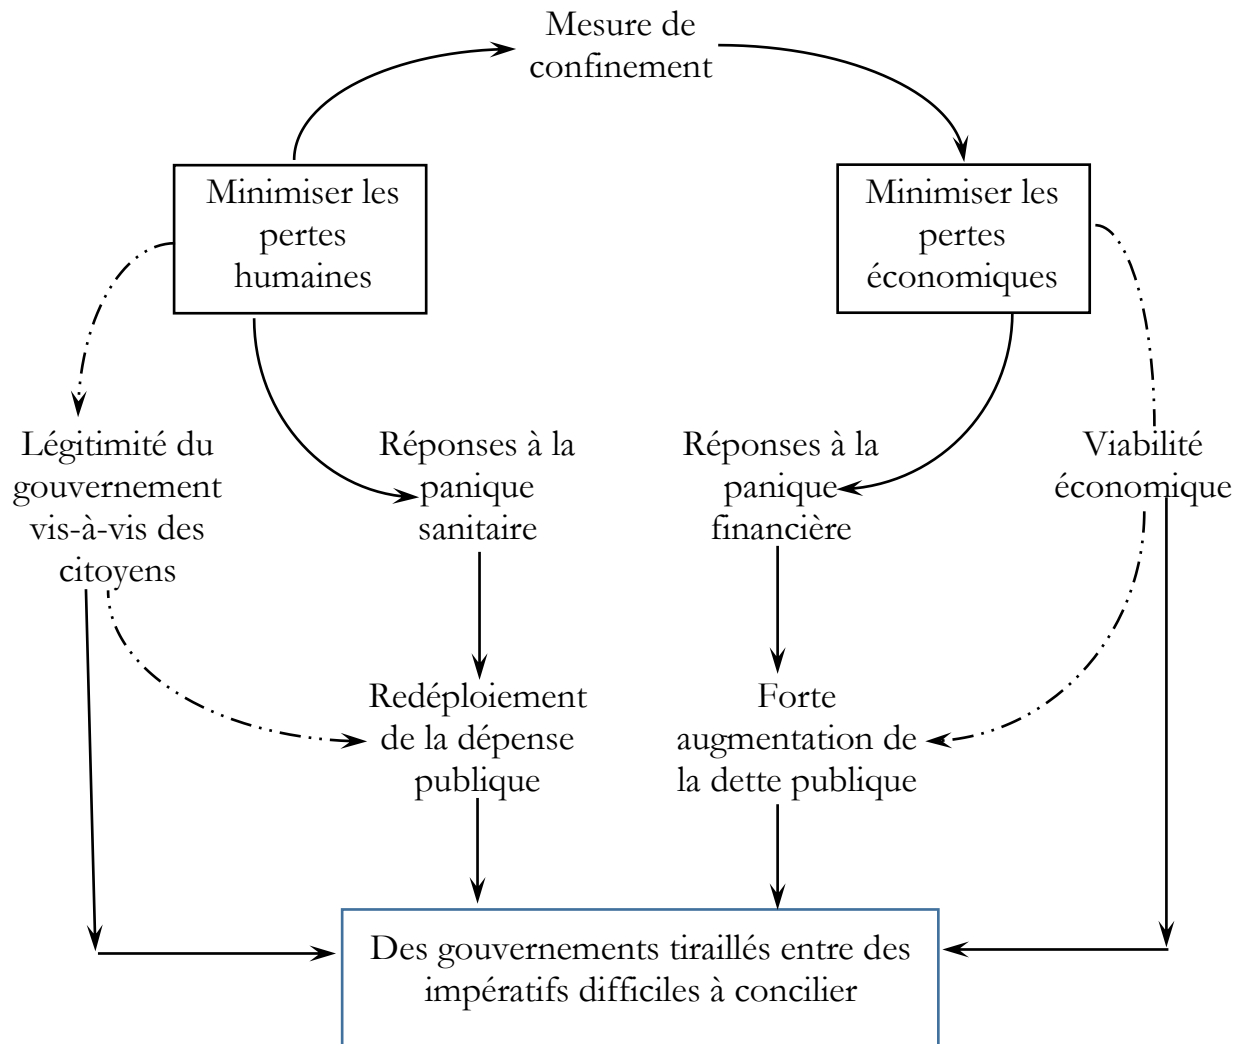 Mesure de
confinement
Minimiser les
pertes
humaines
Minimiser les
pertes
économiques
Légitimité du
gouvernement
vis-à-vis des
citoyens
Réponses à la
panique
sanitaire
Réponses à la
panique
financière
Viabilité
économique
Redéploiement
de la dépense
publique
Forte
augmentation de
la dette publique
Des gouvernements tiraillés entre des
impératifs difficiles à concilier